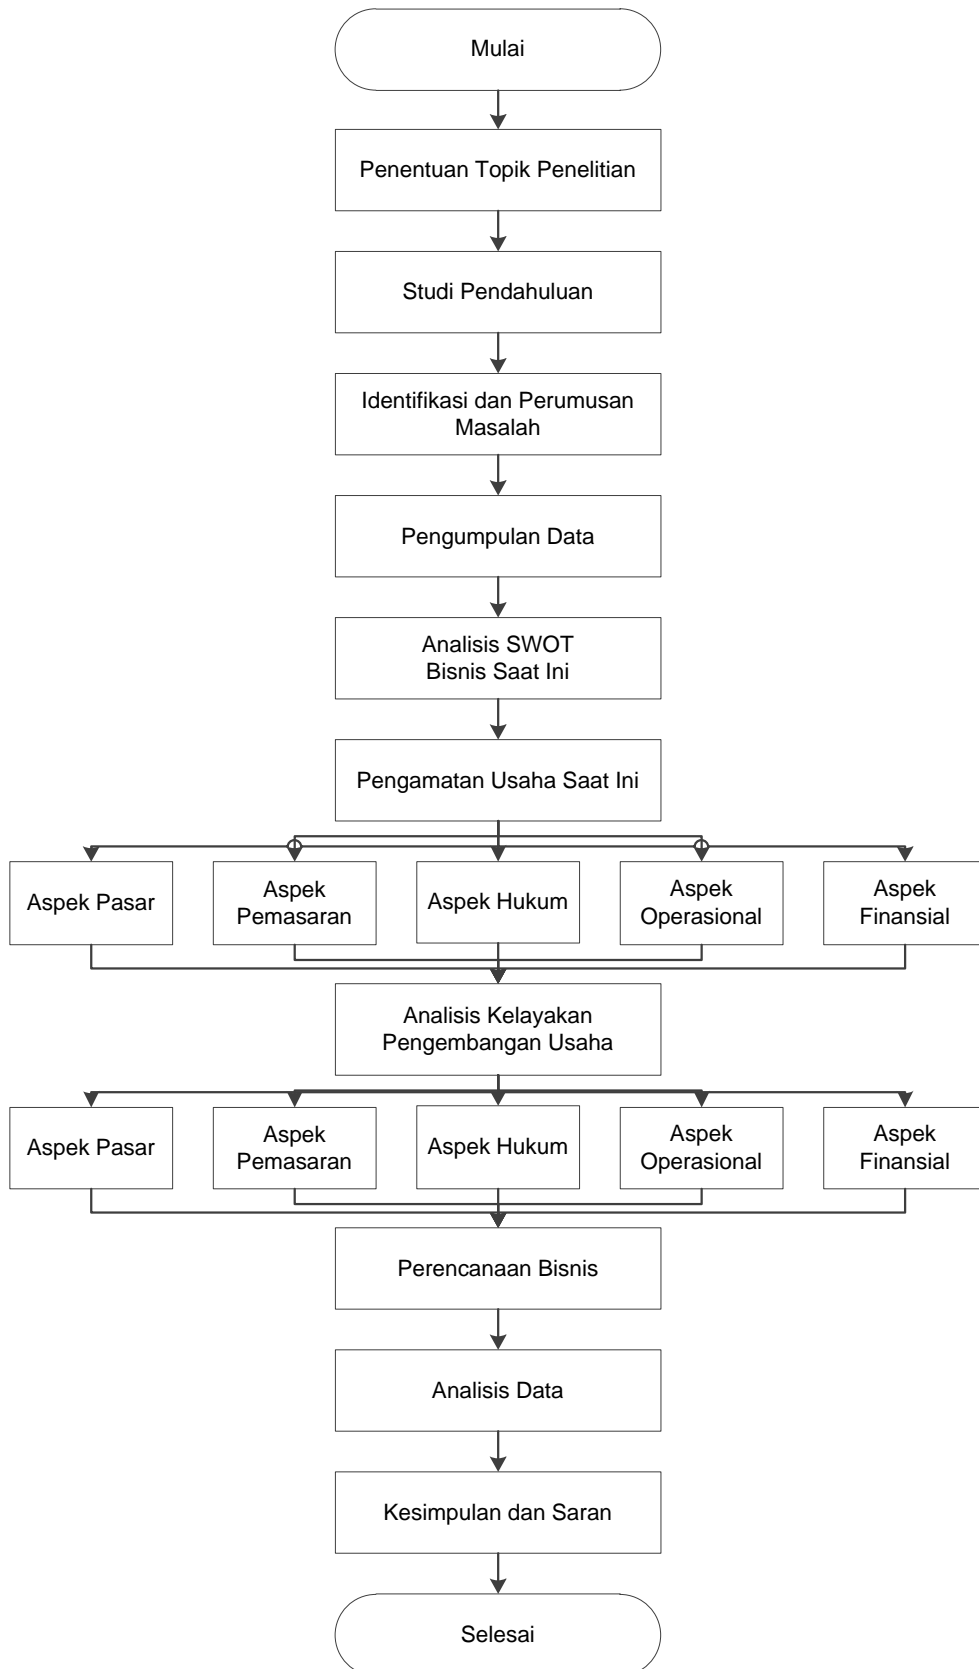 Mulai
Penentuan Topik Penelitian
Studi Pendahuluan
Identifikasi dan Perumusan
Masalah
Pengumpulan Data
Analisis SWOT
Bisnis Saat Ini
Pengamatan Usaha Saat Ini
Aspek Pasar
Aspek
Pemasaran
Aspek Hukum
Aspek
Operasional
Aspek
Finansial
Analisis Kelayakan
Pengembangan Usaha
Aspek Pasar
Aspek
Pemasaran
Aspek Hukum
Aspek
Operasional
Aspek
Finansial
Perencanaan Bisnis
Analisis Data
Kesimpulan dan Saran
Selesai